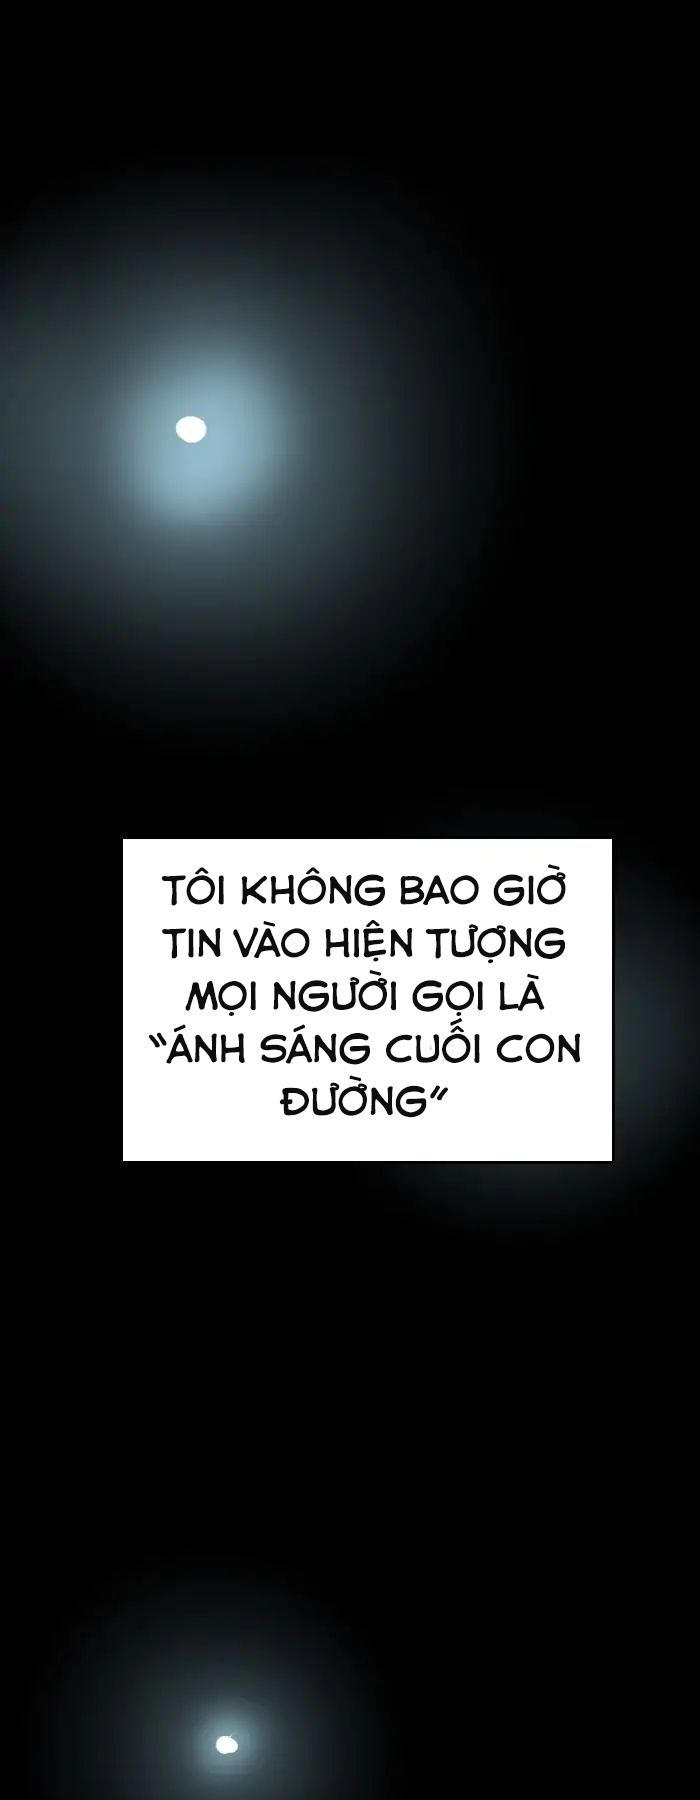 TÔI KHÔNG BAO GIỜ
TIN VÀO HIỆN TƯỢNG
MỌI NGƯỜI GỌI LÀ
"ÁNH SÁNG CUỐI CON
ĐƯỜNG"